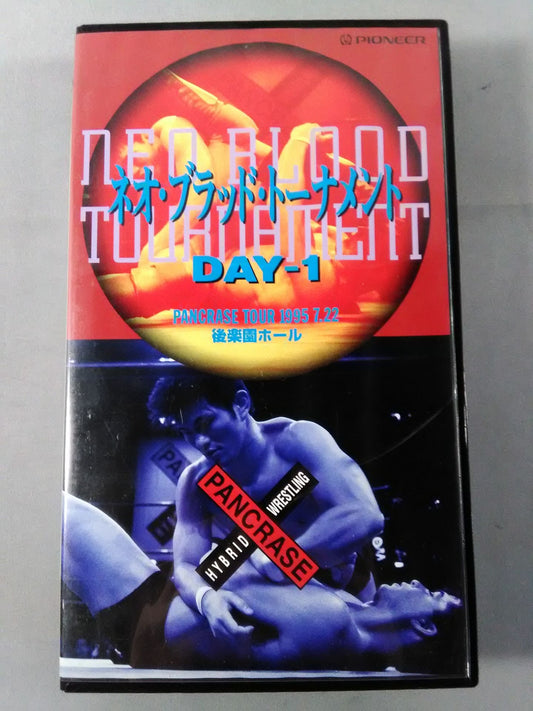 PIONEER
NEO BLOOD
ネオ・ブラッド・トーナメント
TOURNAMENT
DAY-1
PANCRASE TOUR 1995 7.22
後楽園ホール
PANCRASE
HYBRID WRESTLING